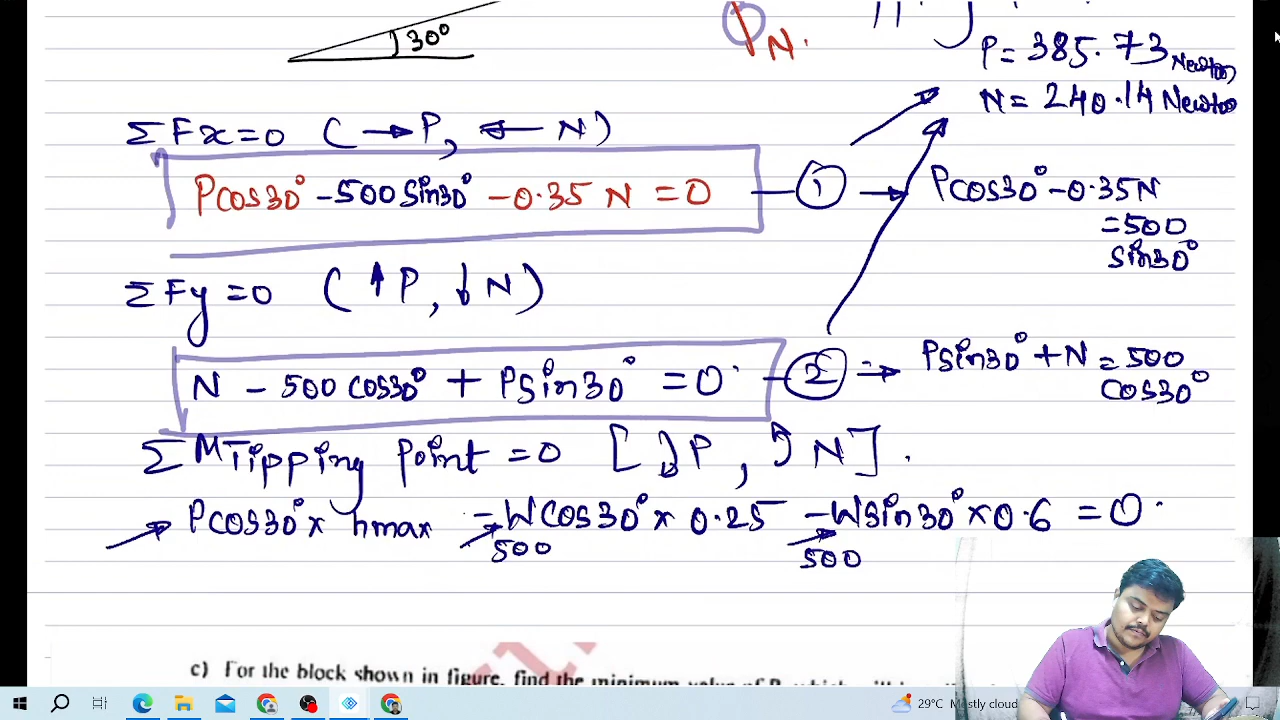 30°
N.
P = 385.73 Newton
N = 240.14 Newton
ΣFx=0 ( →P, ← N)
Pcos30° -500 Sin30° -0.35 N = 0 — ① → Pcos30° - 0.35N
=500
Sin30°
ΣFy =0 ( ↑ P, ↓ N )
N - 500 cos30° + Psin30° = 0 — ② → Psin30° + N = 500
cos30°
Σ M Tipping Point = 0 [ ↻ P , ↺ N ] .
→ Pcos30° x hmax - Wcos30° x 0.25 - Wsin30° x 0.6 = 0
500 500
c) For the block shown in figure, find the minimum value of P, which will
29°C Mostly cloudy